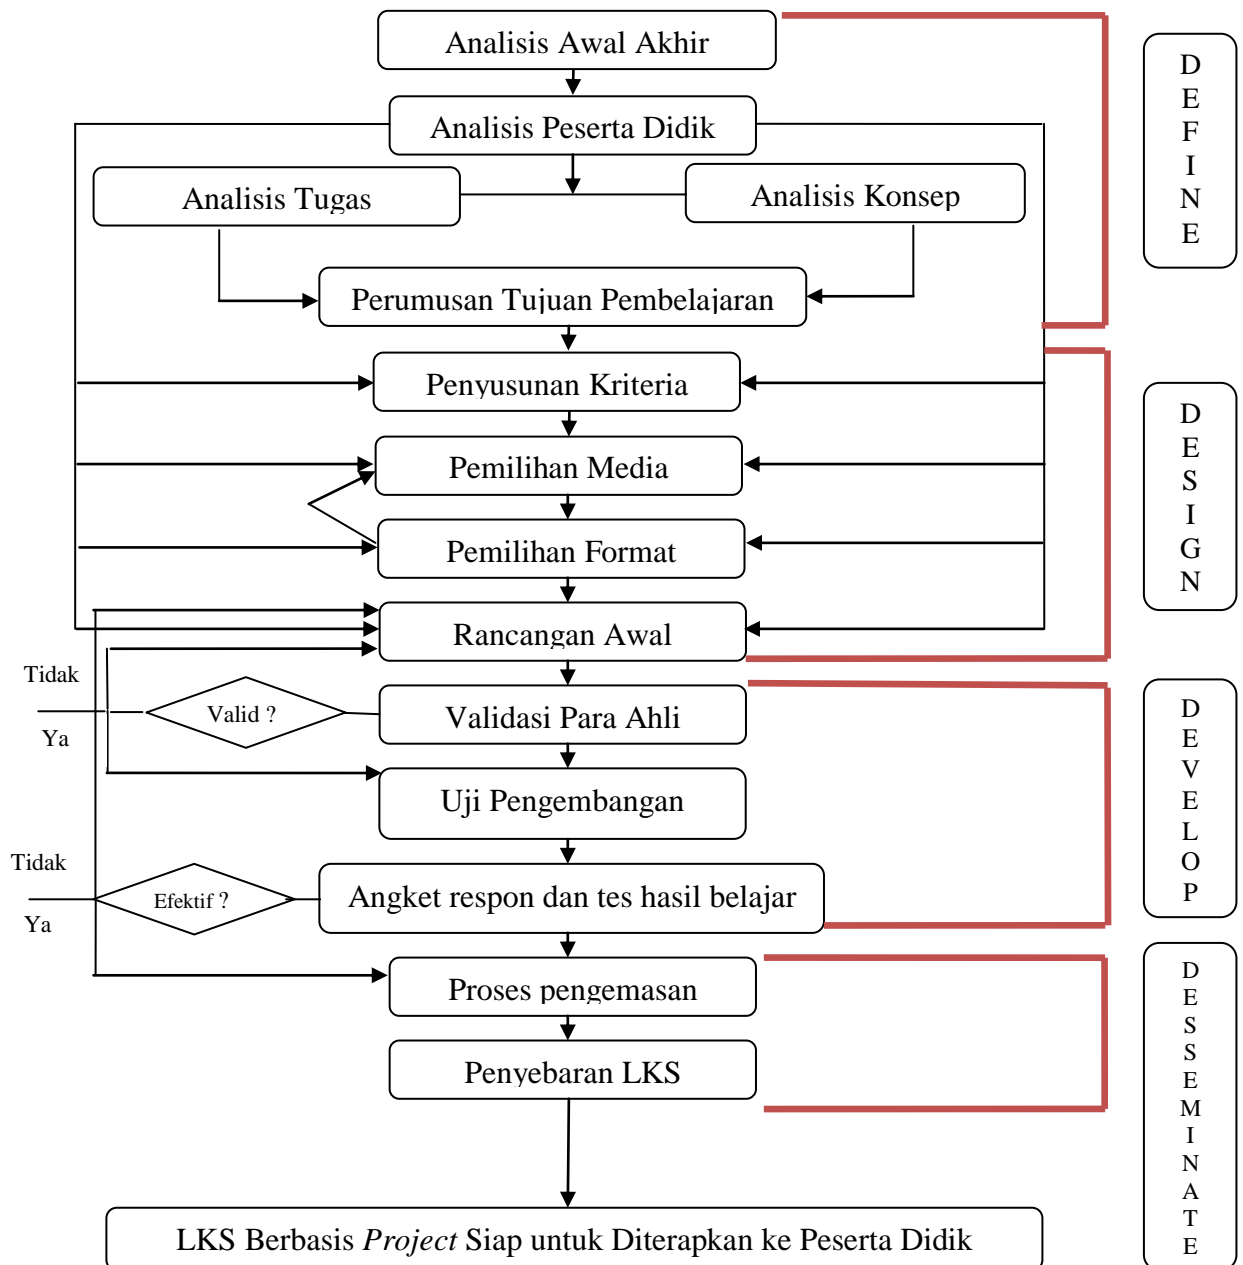 Analisis Awal Akhir
Analisis Peserta Didik
Analisis Tugas
Analisis Konsep
Perumusan Tujuan Pembelajaran
DEFINE
Penyusunan Kriteria
Pemilihan Media
Pemilihan Format
Rancangan Awal
DESIGN
Tidak
Valid ?
Ya
Validasi Para Ahli
Uji Pengembangan
Tidak
Efektif ?
Ya
Angket respon dan tes hasil belajar
DEVELOP
Proses pengemasan
Penyebaran LKS
DESSEMINATE
LKS Berbasis Project Siap untuk Diterapkan ke Peserta Didik